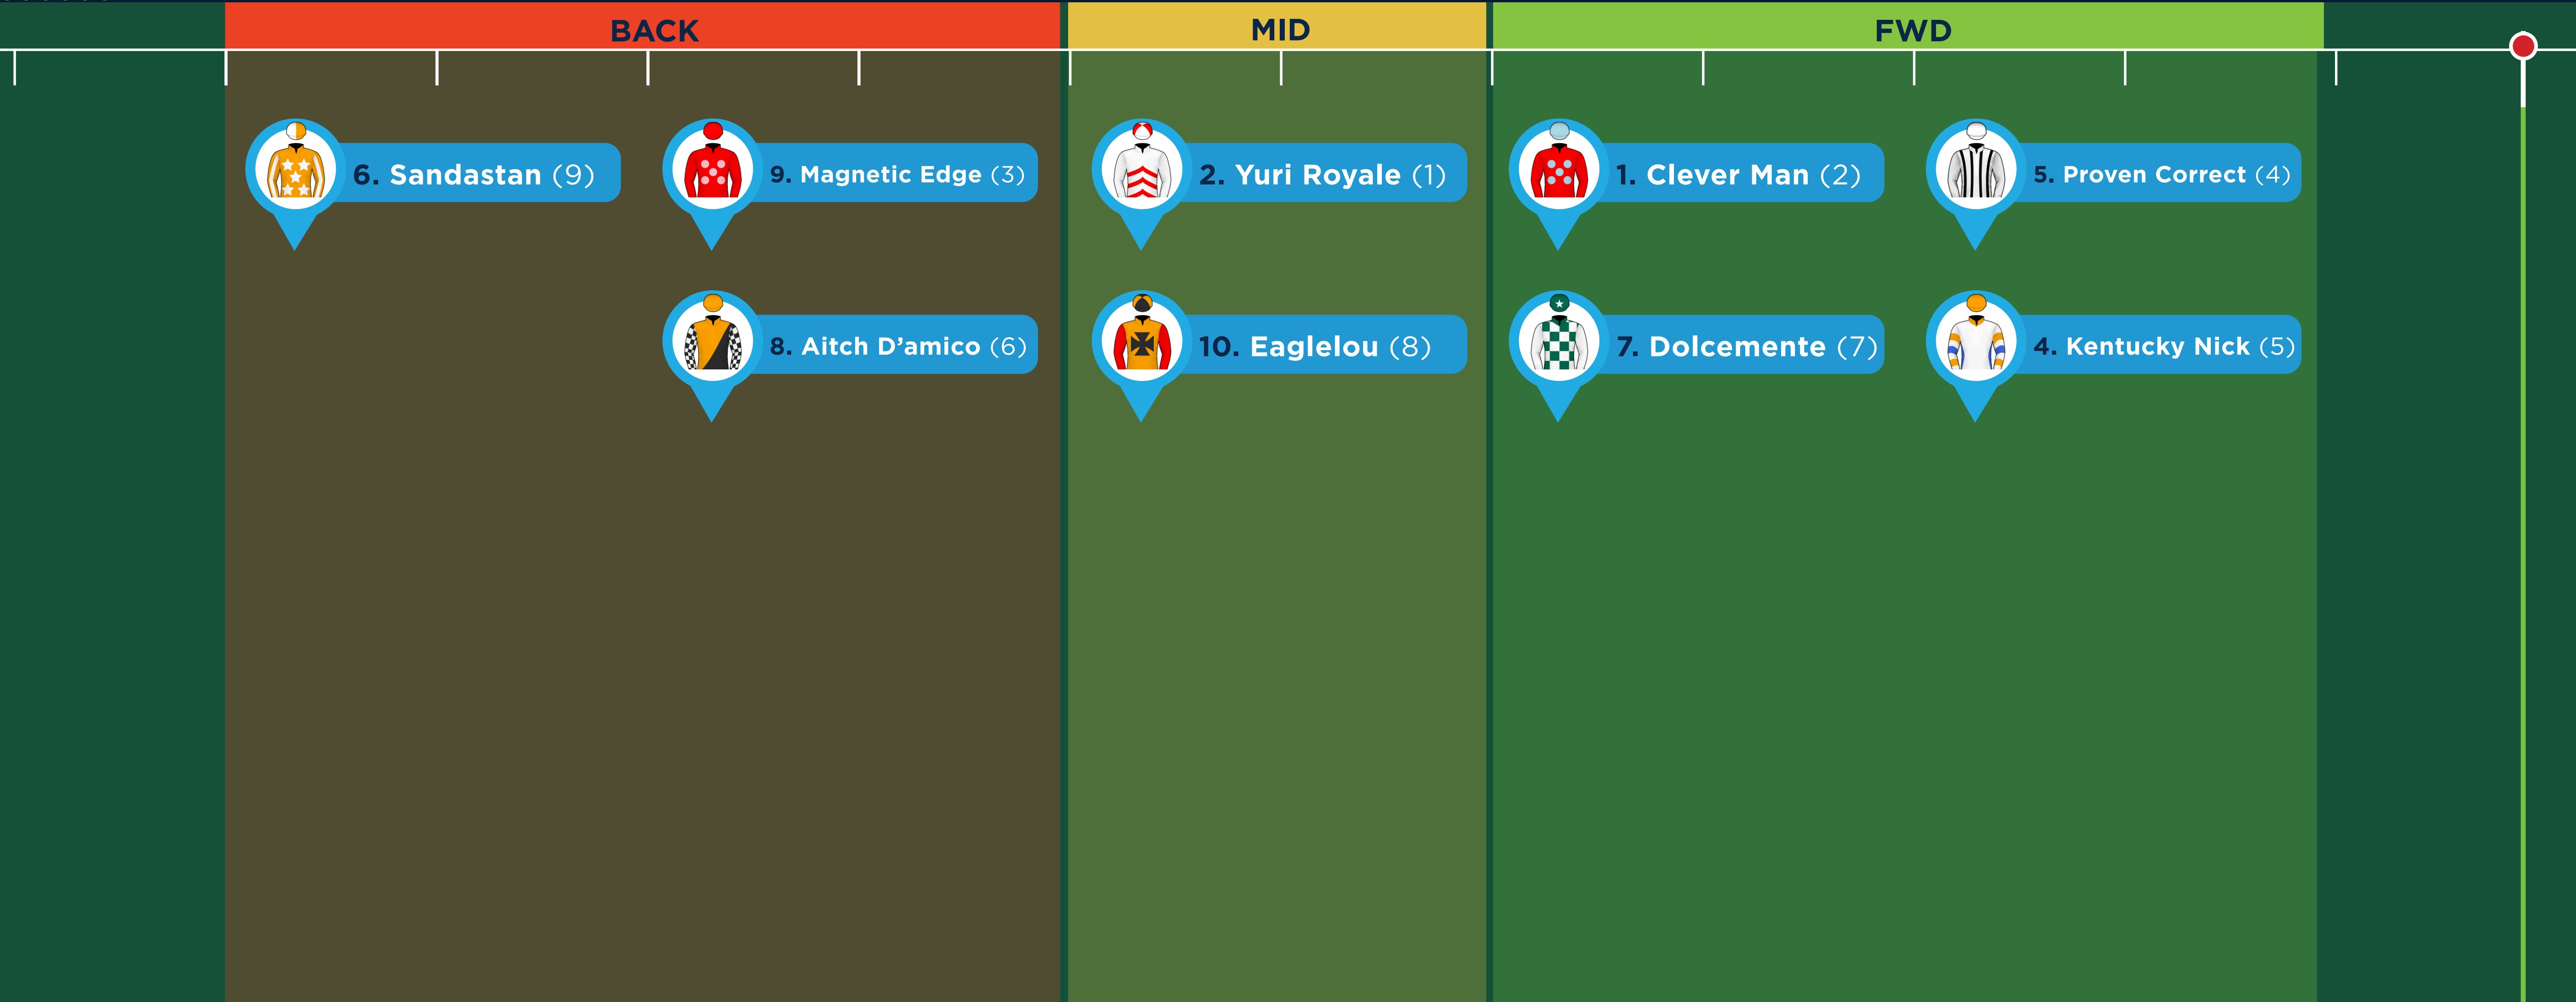 BACK
MID
FWD
6. Sandastan (9)
9. Magnetic Edge (3)
2. Yuri Royale (1)
1. Clever Man (2)
5. Proven Correct (4)
8. Aitch D’amico (6)
10. Eaglelou (8)
7. Dolcemente (7)
4. Kentucky Nick (5)